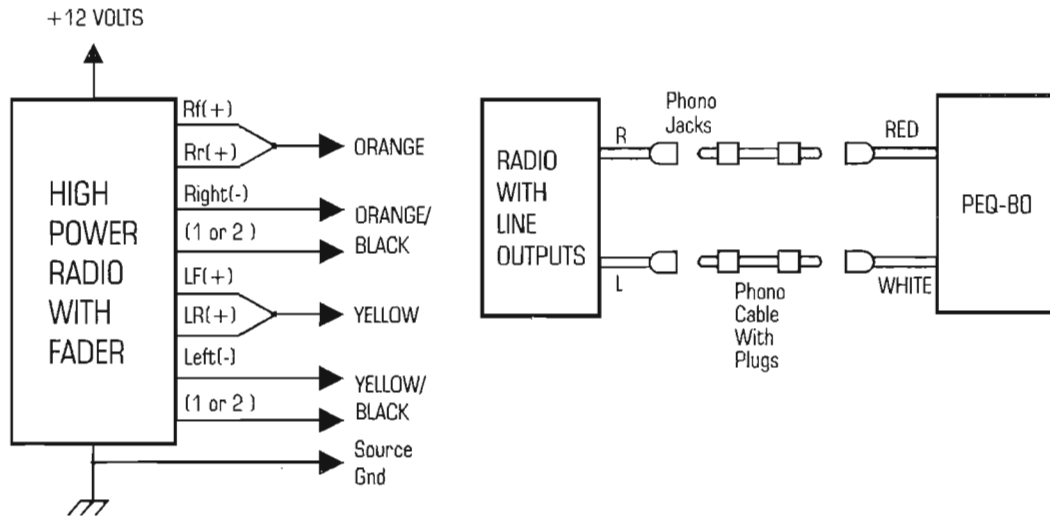 +12 VOLTS
HIGH
POWER
RADIO
WITH
FADER
Rf(+)
Rr(+)
Right(-)
(1 or 2 )
LF(+)
LR(+)
Left(-)
(1 or 2 )
ORANGE
ORANGE/
BLACK
YELLOW
YELLOW/
BLACK
Source
Gnd
RADIO
WITH
LINE
OUTPUTS
R
L
Phono
Jacks
Phono
Cable
With
Plugs
RED
WHITE
PEQ-80